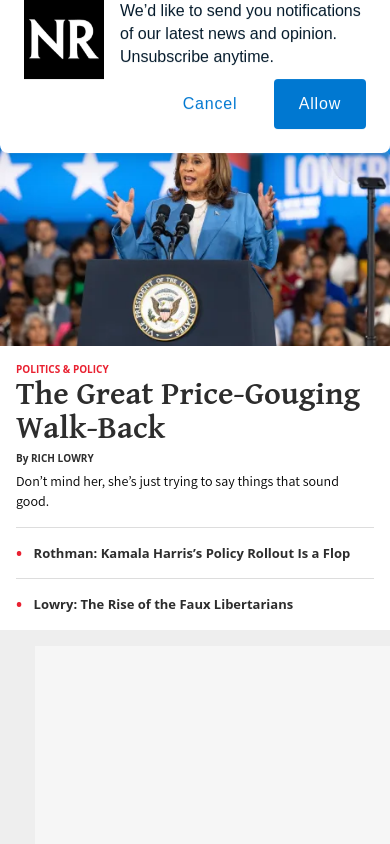 NR
We'd like to send you notifications
of our latest news and opinion.
Unsubscribe anytime.
Cancel
Allow
LOWER
VICE PRESIDENT OF THE UNITED STATES
POLITICS & POLICY
The Great Price-Gouging
Walk-Back
By RICH LOWRY
Don't mind her, she's just trying to say things that sound
good.
• Rothman: Kamala Harris's Policy Rollout Is a Flop
• Lowry: The Rise of the Faux Libertarians